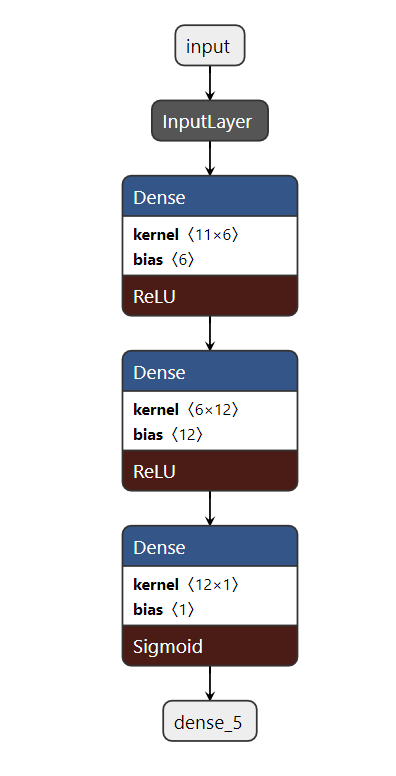 input
InputLayer
Dense
kernel〈11×6〉
bias〈6〉
ReLU
Dense
kernel〈6×12〉
bias〈12〉
ReLU
Dense
kernel〈12×1〉
bias〈1〉
Sigmoid
dense_5